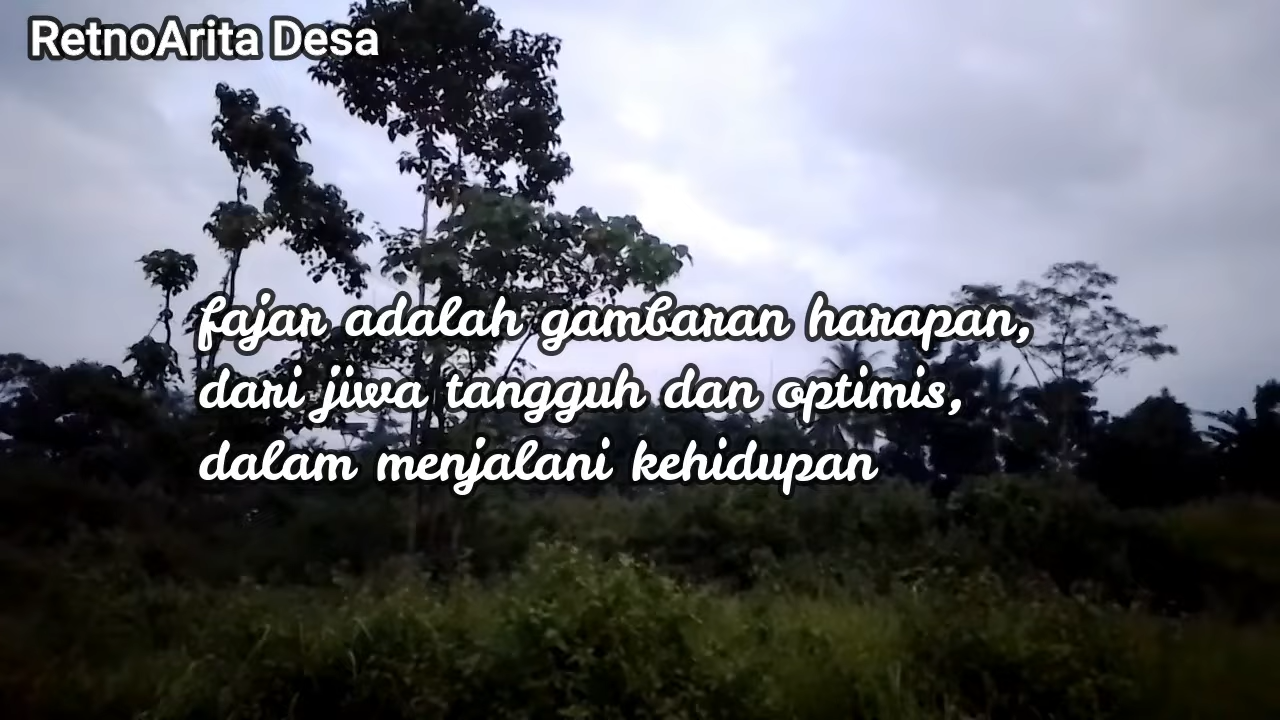 RetnoArita Desa
fajar adalah gambaran harapan,
dari jiwa tangguh dan optimis,
dalam menjalani kehidupan